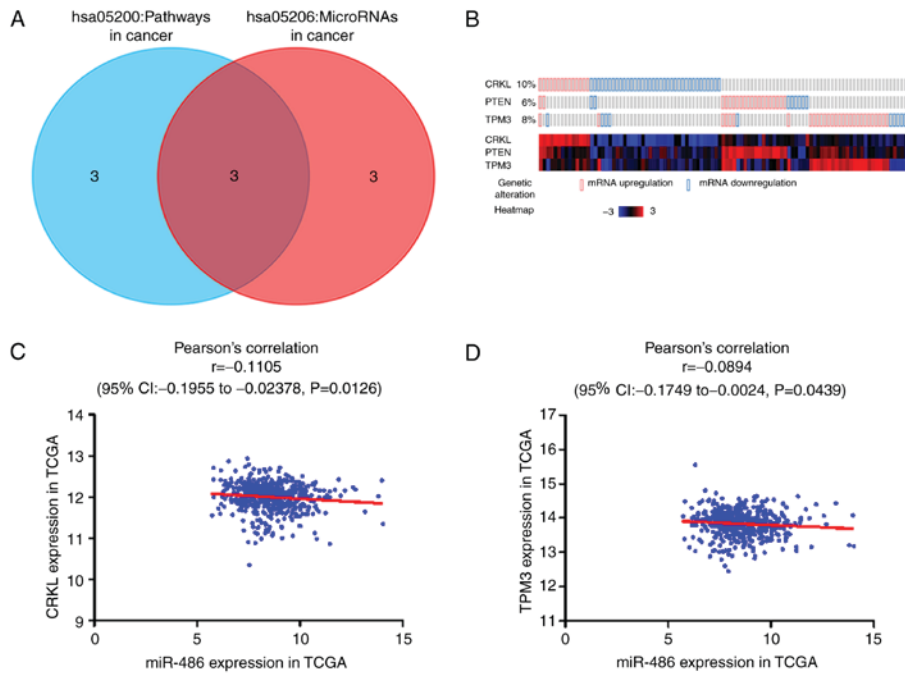 A
hsa05200:Pathways
in cancer
hsa05206:MicroRNAs
in cancer
3
3
3
B
CRKL 10%
PTEN 6%
TPM3 8%
CRKL
PTEN
TPM3
Genetic
alteration
mRNA upregulation
mRNA downregulation
Heatmap
−3
3
C
Pearson's correlation
r=−0.1105
(95% CI:−0.1955 to −0.02378, P=0.0126)
CRKL expression in TCGA
14
13
12
11
10
9
0
5
10
15
miR-486 expression in TCGA
D
Pearson's correlation
r=−0.0894
(95% CI:−0.1749 to−0.0024, P=0.0439)
TPM3 expression in TCGA
17
16
15
14
13
12
11
0
5
10
15
miR-486 expression in TCGA